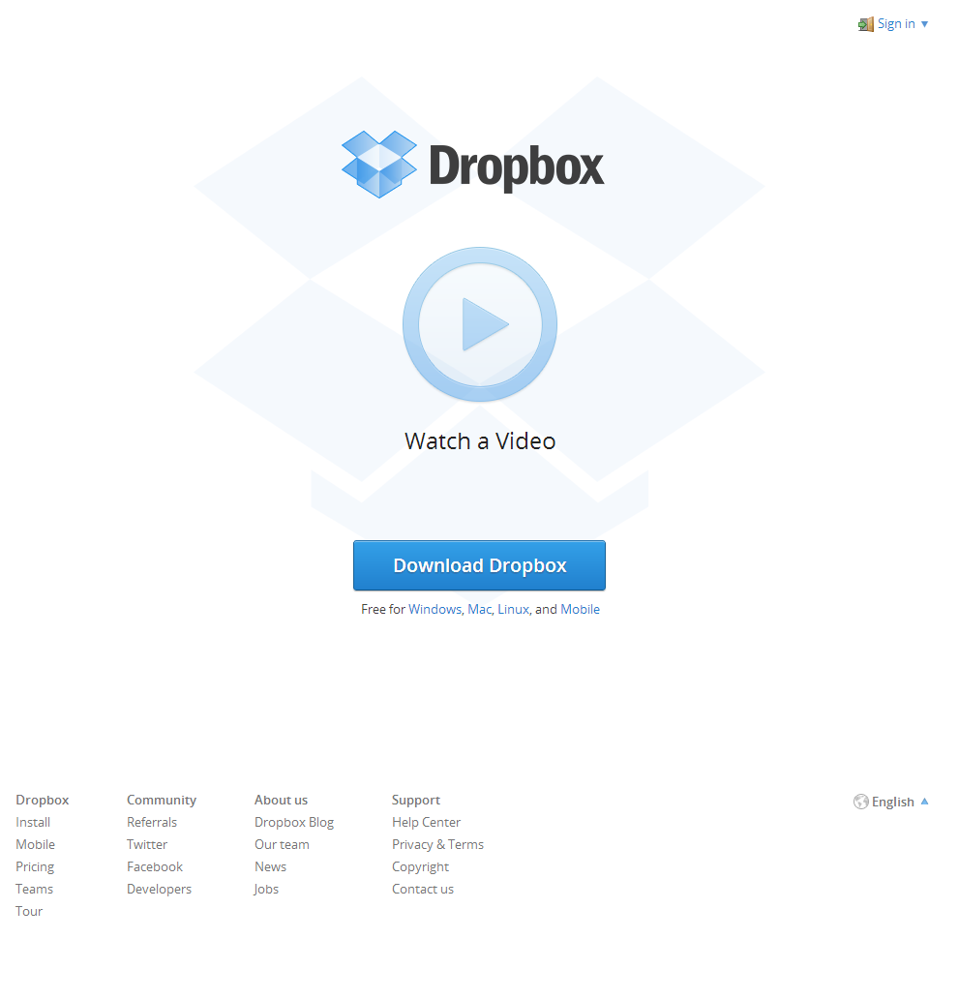 Sign in
Dropbox
Watch a Video
Download Dropbox
Free for Windows, Mac, Linux, and Mobile
Dropbox
Install
Mobile
Pricing
Teams
Tour
Community
Referrals
Twitter
Facebook
Developers
About us
Dropbox Blog
Our team
News
Jobs
Support
Help Center
Privacy & Terms
Copyright
Contact us
English